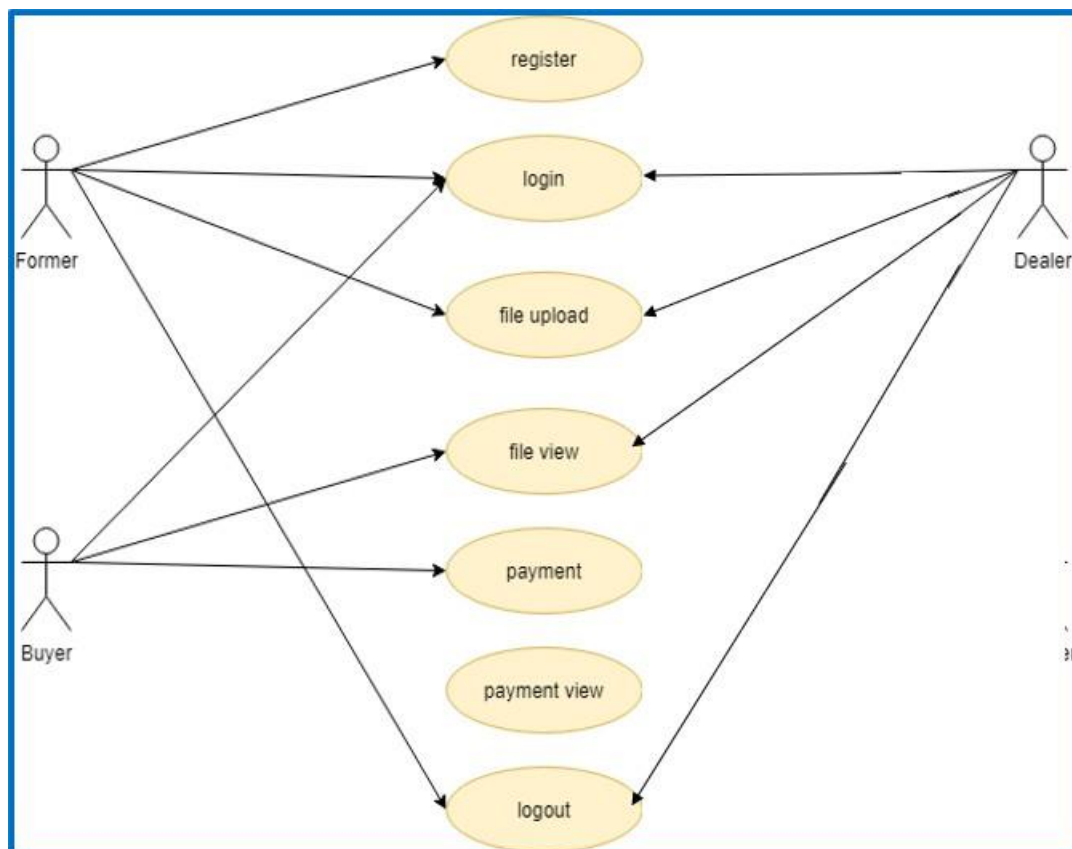 register
login
Former
Dealer
file upload
file view
payment
Buyer
payment view
logout